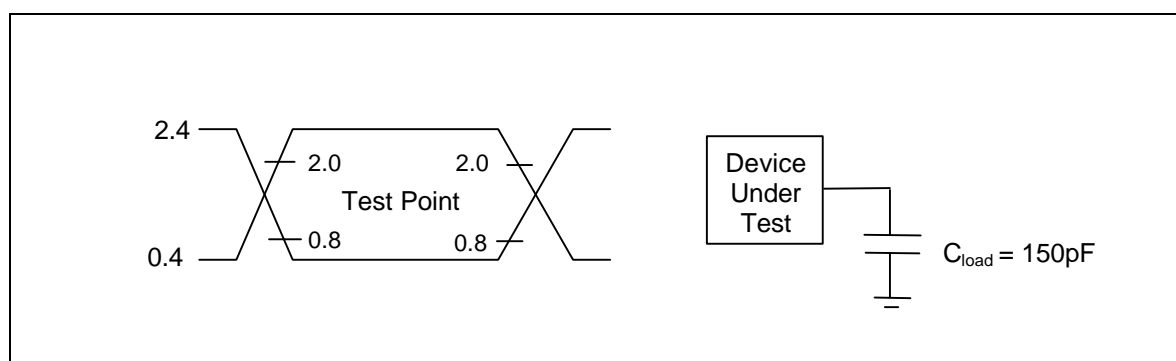 2.4
0.4
2.0
2.0
Test Point
0.8
0.8
Device
Under
Test
Cload = 150pF